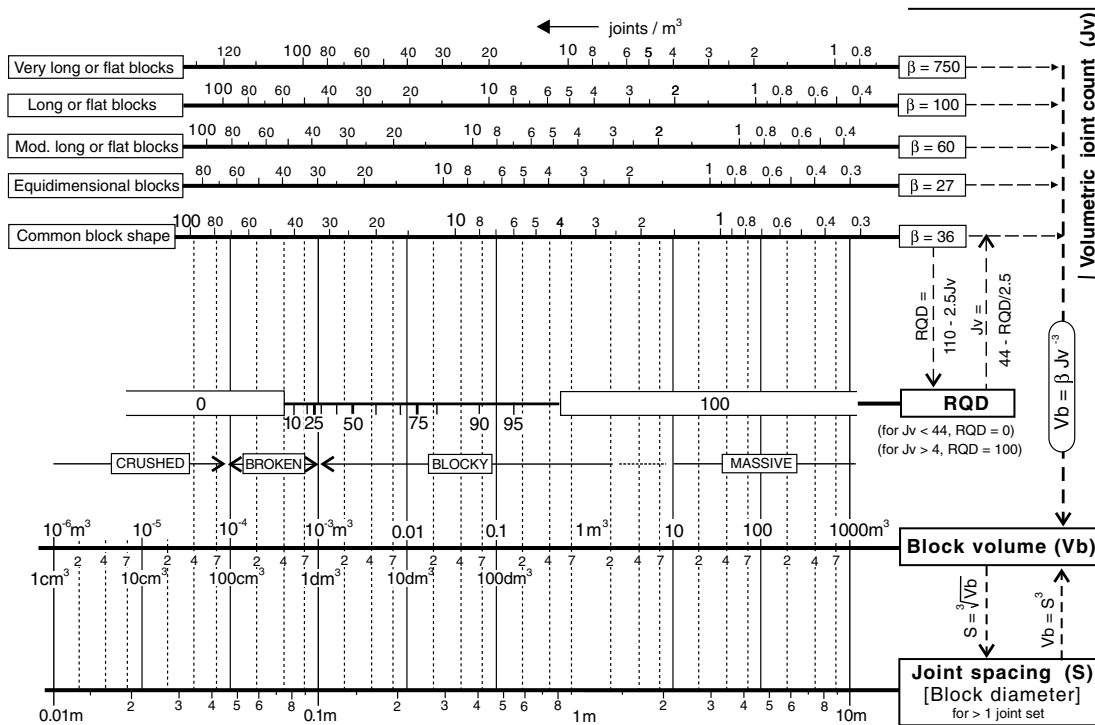 joints / m³
Very long or flat blocks 120 100 80 60 40 30 20 10 8 6 5 4 3 2 1 0.8 β = 750
Long or flat blocks 100 80 60 50 40 30 20 10 8 6 5 4 3 2 1 0.8 0.6 0.5 0.4 β = 100
Mod. long or flat blocks 100 80 60 40 30 20 10 8 6 5 4 3 2 1 0.8 0.6 0.4 β = 60
Equidimensional blocks 80 60 50 40 30 20 10 8 6 5 4 3 2 1 0.8 0.6 0.4 0.3 β = 27
Common block shape 100 80 60 40 30 20 10 8 6 5 4 3 2 1 0.8 0.6 0.4 0.3 β = 36
Volumetric joint count (Jv)
RQD =
110 - 2.5Jv
Jv =
44 - RQD/2.5
Vb = β Jv⁻³
0 100 RQD
10 25 50 75 90 95
(for Jv < 44, RQD = 0)
(for Jv > 4, RQD = 100)
CRUSHED BROKEN BLOCKY MASSIVE
10⁻⁶m³ 10⁻⁵ 10⁻⁴ 10⁻³m³ 0.01 0.1 1m³ 10 100 1000m³
Block volume (Vb)
2 4 7 2 4 7 2 4 7 2 4 7 2 4 7 2 4 7 2 4 7 2 4 7 2 4 7
1cm³ 10cm³ 100cm³ 1dm³ 10dm³ 100dm³
S = ³√Vb
Vb = S³
Joint spacing (S)
[Block diameter]
for > 1 joint set
2 3 4 5 6 8 2 3 4 5 6 8 2 3 4 5 6 8
0.01m 0.1m 1m 10m